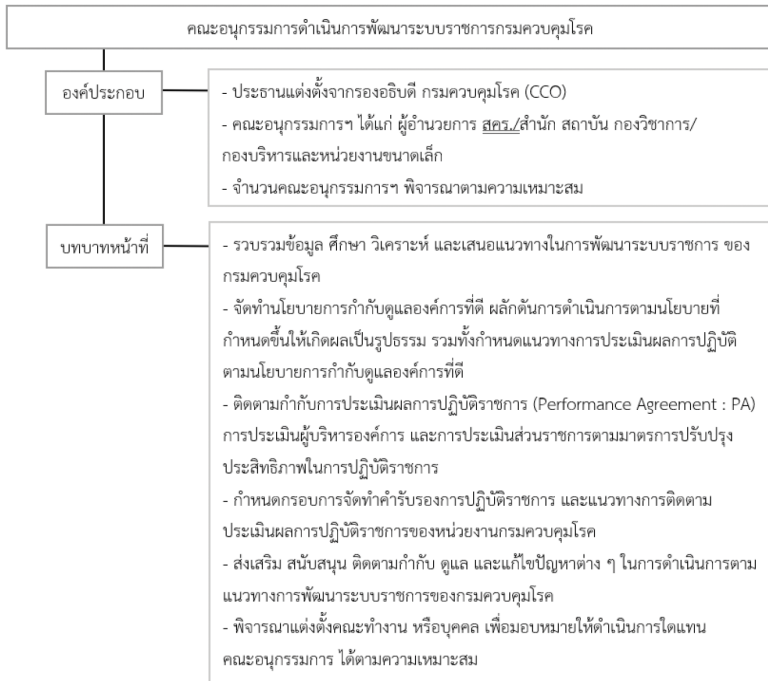 คณะอนุกรรมการดำเนินการพัฒนาระบบราชการกรมควบคุมโรค
องค์ประกอบ
- ประธานแต่งตั้งจากรองอธิบดี กรมควบคุมโรค (CCO)
- คณะอนุกรรมการฯ ได้แก่ ผู้อำนวยการ สคร./สำนัก สถาบัน กองวิชาการ/
กองบริหารและหน่วยงานขนาดเล็ก
- จำนวนคณะอนุกรรมการฯ พิจารณาตามความเหมาะสม
บทบาทหน้าที่
- รวบรวมข้อมูล ศึกษา วิเคราะห์ และเสนอแนวทางในการพัฒนาระบบราชการ ของ
กรมควบคุมโรค
- จัดทำนโยบายการกำกับดูแลองค์การที่ดี ผลักดันการดำเนินการตามนโยบายที่
กำหนดขึ้นให้เกิดผลเป็นรูปธรรม รวมทั้งกำหนดแนวทางการประเมินผลการปฏิบัติ
ตามนโยบายการกำกับดูแลองค์การที่ดี
- ติดตามกำกับการประเมินผลการปฏิบัติราชการ (Performance Agreement : PA)
การประเมินผู้บริหารองค์การ และการประเมินส่วนราชการตามมาตรการปรับปรุง
ประสิทธิภาพในการปฏิบัติราชการ
- กำหนดกรอบการจัดทำคำรับรองการปฏิบัติราชการ และแนวทางการติดตาม
ประเมินผลการปฏิบัติราชการของหน่วยงานกรมควบคุมโรค
- ส่งเสริม สนับสนุน ติดตามกำกับ ดูแล และแก้ไขปัญหาต่าง ๆ ในการดำเนินการตาม
แนวทางการพัฒนาระบบราชการของกรมควบคุมโรค
- พิจารณาแต่งตั้งคณะทำงาน หรือบุคคล เพื่อมอบหมายให้ดำเนินการใดแทน
คณะอนุกรรมการ ได้ตามความเหมาะสม